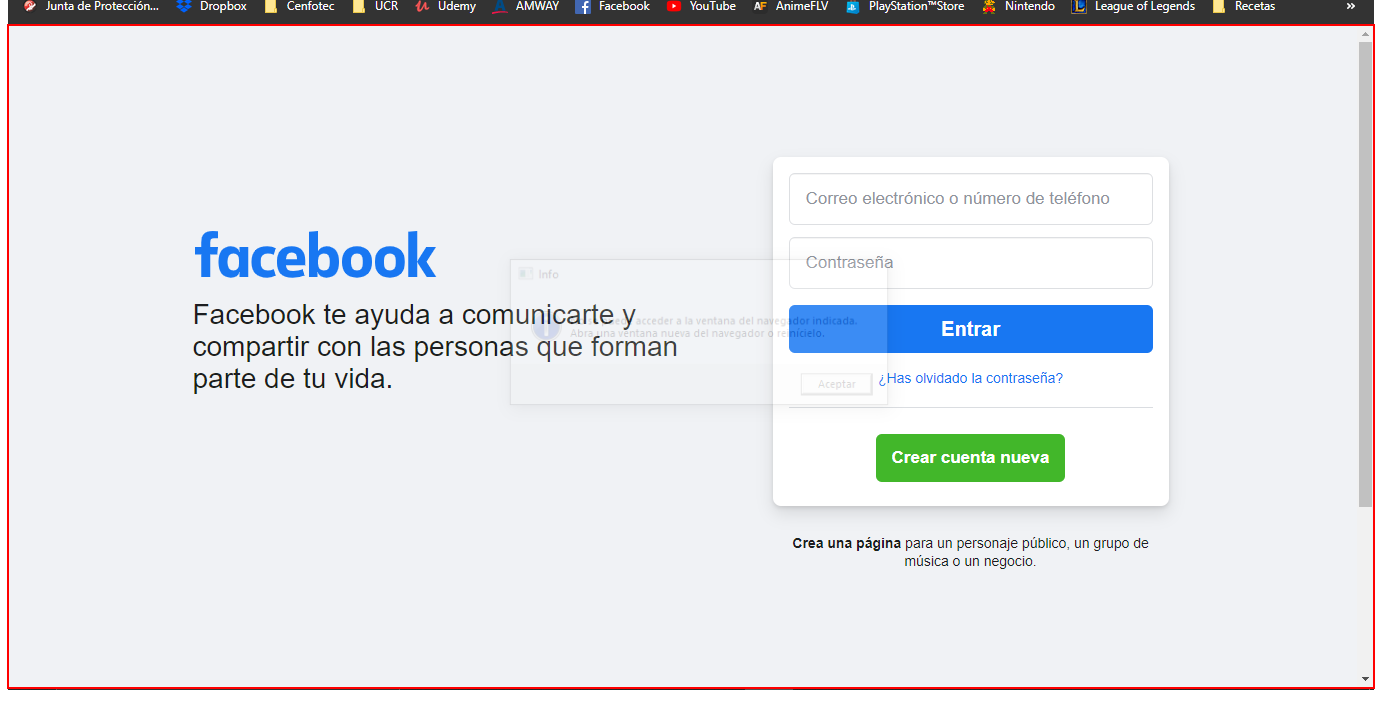 Junta de Protección...
Dropbox
Cenfotec
UCR
Udemy
AMWAY
Facebook
YouTube
AF AnimeFLV
PlayStation™Store
Nintendo
League of Legends
Recetas
»
facebook
Facebook te ayuda a comunicarte y
compartir con las personas que forman
parte de tu vida.
Info
acceder a la ventana del navegador indicada.
Abra una ventana nueva del navegador o reinícielo.
Aceptar
Correo electrónico o número de teléfono
Contraseña
Entrar
¿Has olvidado la contraseña?
Crear cuenta nueva
Crea una página para un personaje público, un grupo de
música o un negocio.